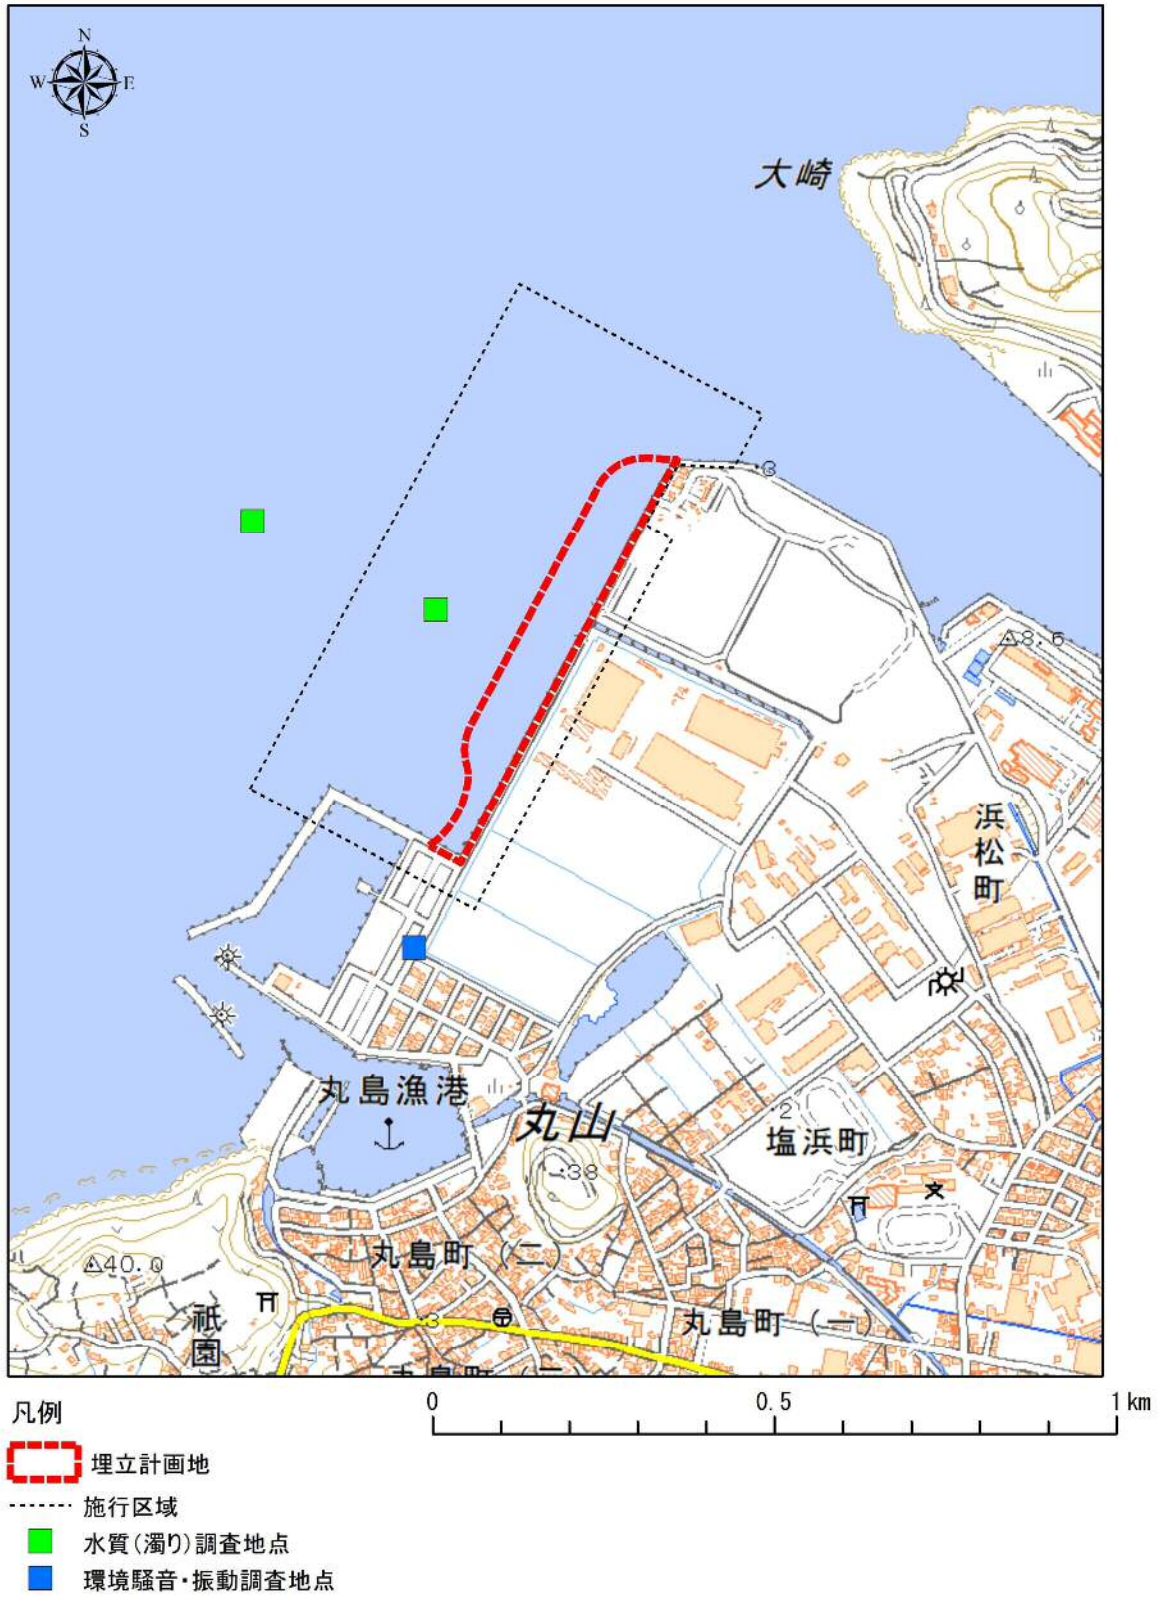 N
W E
S
大崎
3
8.6
浜松町
丸島漁港
丸山
2
塩浜町
38
丸島町(二)
40.0
祇園
3
丸島町(一)
0 0.5 1km
凡例
埋立計画地
施行区域
水質(濁り)調査地点
環境騒音・振動調査地点